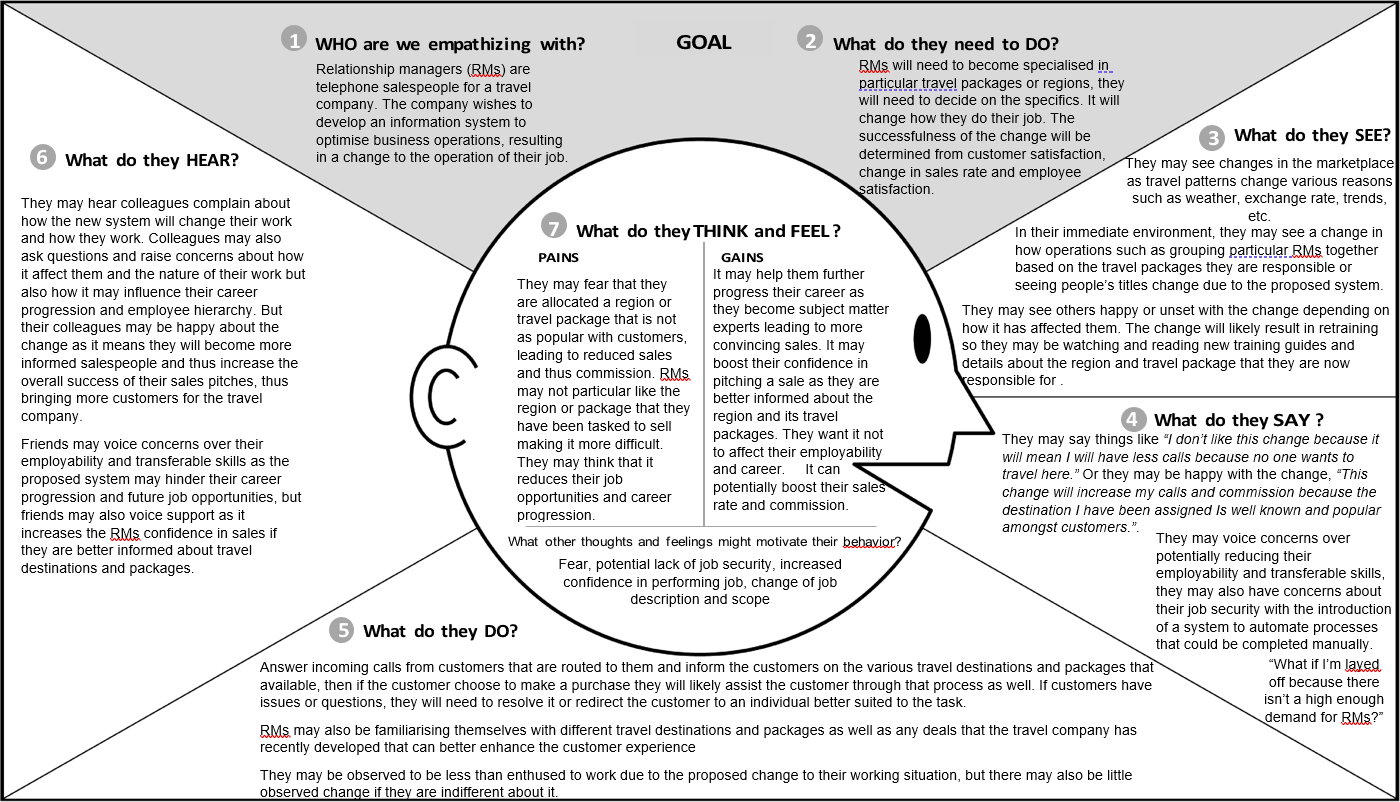 GOAL
1 WHO are we empathizing with?
Relationship managers (RMs) are
telephone salespeople for a travel
company. The company wishes to
develop an information system to
optimise business operations, resulting
in a change to the operation of their job.
2 What do they need to DO?
RMs will need to become specialised in
particular travel packages or regions, they
will need to decide on the specifics. It will
change how they do their job. The
successfulness of the change will be
determined from customer satisfaction,
change in sales rate and employee
satisfaction.
3 What do they SEE?
They may see changes in the marketplace
as travel patterns change various reasons
such as weather, exchange rate, trends,
etc.
In their immediate environment, they may see a change in
how operations such as grouping particular RMs together
based on the travel packages they are responsible or
seeing people's titles change due to the proposed system.
They may see others happy or unset with the change depending on
how it has affected them. The change will likely result in retraining
so they may be watching and reading new training guides and
details about the region and travel package that they are now
responsible for .
4 What do they SAY ?
They may say things like “I don't like this change because it
will mean I will have less calls because no one wants to
travel here.” Or they may be happy with the change, “This
change will increase my calls and commission because the
destination I have been assigned Is well known and popular
amongst customers.”.
They may voice concerns over
potentially reducing their
employability and transferable skills,
they may also have concerns about
their job security with the introduction
of a system to automate processes
that could be completed manually.
“What if I'm layed
off because there
isn't a high enough
demand for RMs?”
5 What do they DO?
Answer incoming calls from customers that are routed to them and inform the customers on the various travel destinations and packages that
available, then if the customer choose to make a purchase they will likely assist the customer through that process as well. If customers have
issues or questions, they will need to resolve it or redirect the customer to an individual better suited to the task.
RMs may also be familiarising themselves with different travel destinations and packages as well as any deals that the travel company has
recently developed that can better enhance the customer experience
They may be observed to be less than enthused to work due to the proposed change to their working situation, but there may also be little
observed change if they are indifferent about it.
6 What do they HEAR?
They may hear colleagues complain about
how the new system will change their work
and how they work. Colleagues may also
ask questions and raise concerns about how
it affect them and the nature of their work but
also how it may influence their career
progression and employee hierarchy. But
their colleagues may be happy about the
change as it means they will become more
informed salespeople and thus increase the
overall success of their sales pitches, thus
bringing more customers for the travel
company.
Friends may voice concerns over their
employability and transferable skills as the
proposed system may hinder their career
progression and future job opportunities, but
friends may also voice support as it
increases the RMs confidence in sales if
they are better informed about travel
destinations and packages.
7 What do they THINK and FEEL ?
PAINS
They may fear that they
are allocated a region or
travel package that is not
as popular with customers,
leading to reduced sales
and thus commission. RMs
may not particular like the
region or package that they
have been tasked to sell
making it more difficult.
They may think that it
reduces their job
opportunities and career
progression.
GAINS
It may help them further
progress their career as
they become subject matter
experts leading to more
convincing sales. It may
boost their confidence in
pitching a sale as they are
better informed about the
region and its travel
packages. They want it not
to affect their employability
and career. It can
potentially boost their sales
rate and commission.
What other thoughts and feelings might motivate their behavior?
Fear, potential lack of job security, increased
confidence in performing job, change of job
description and scope